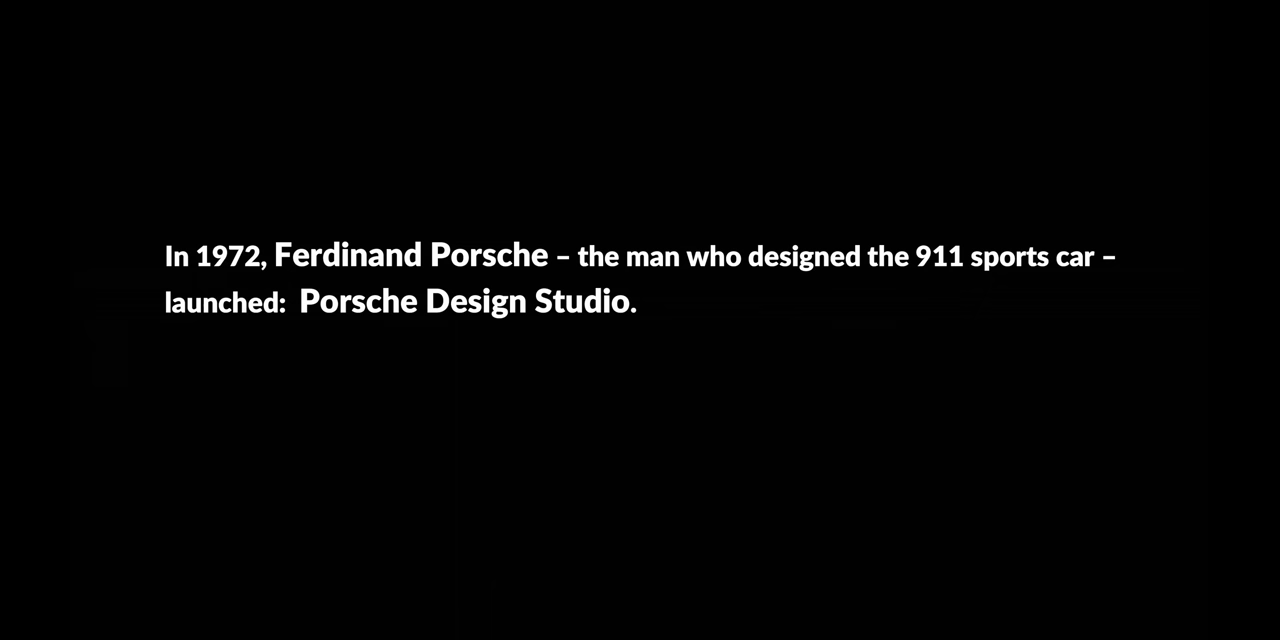 In 1972, Ferdinand Porsche – the man who designed the 911 sports car –
launched: Porsche Design Studio.